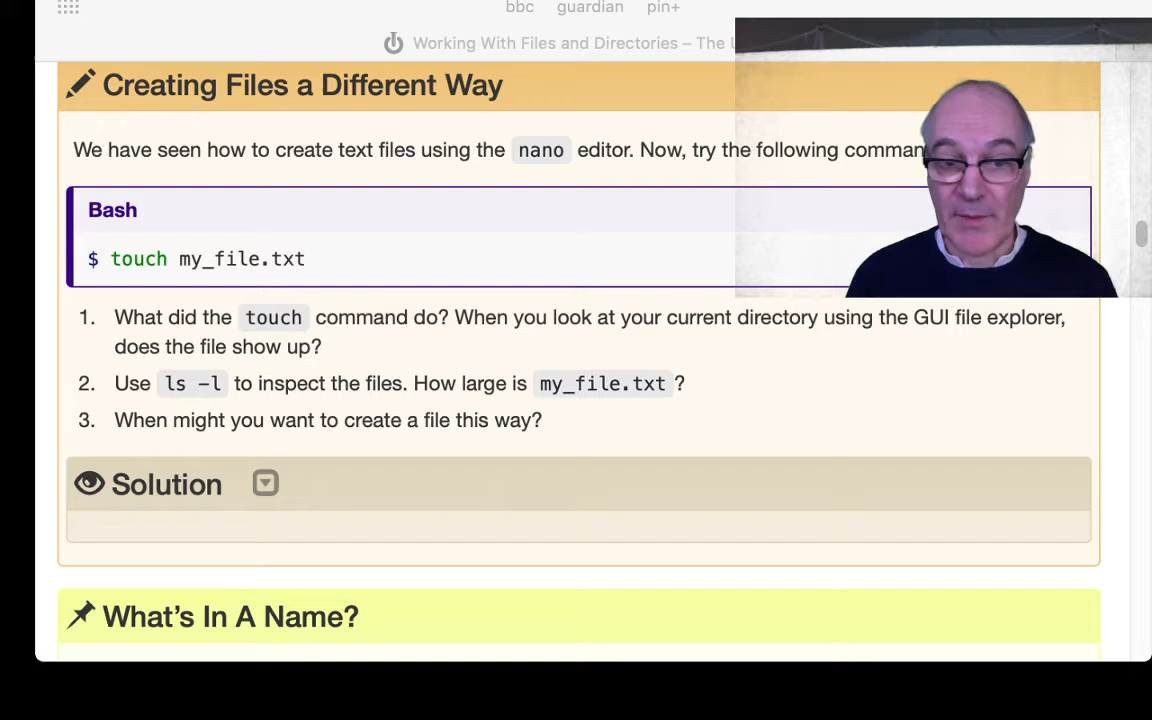 bbc guardian pin+
Working With Files and Directories – The
Creating Files a Different Way
We have seen how to create text files using the nano editor. Now, try the following
Bash
$ touch my_file.txt
1. What did the touch command do? When you look at your current directory using the GUI file explorer,
does the file show up?
2. Use ls -l to inspect the files. How large is my_file.txt ?
3. When might you want to create a file this way?
Solution
What's In A Name?